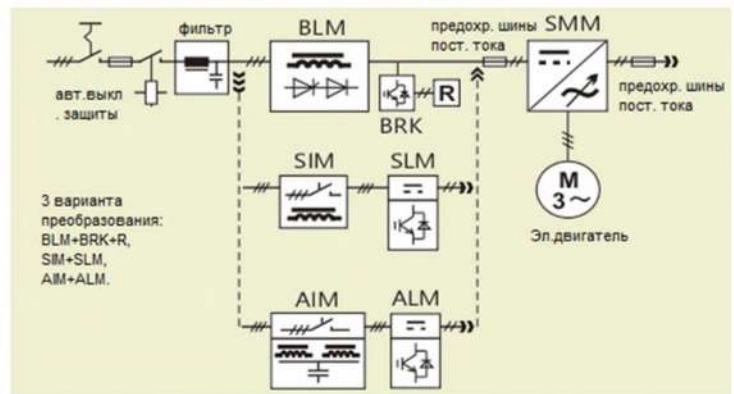 фильтр
BLM
предохр. шины
пост. тока
SMM
авт.выкл
. защиты
R
BRK
предохр. шины
пост. тока
SIM
SLM
M
3~
Эл.двигатель
3 варианта
преобразования:
BLM+BRK+R,
SIM+SLM,
AIM+ALM.
AIM
ALM